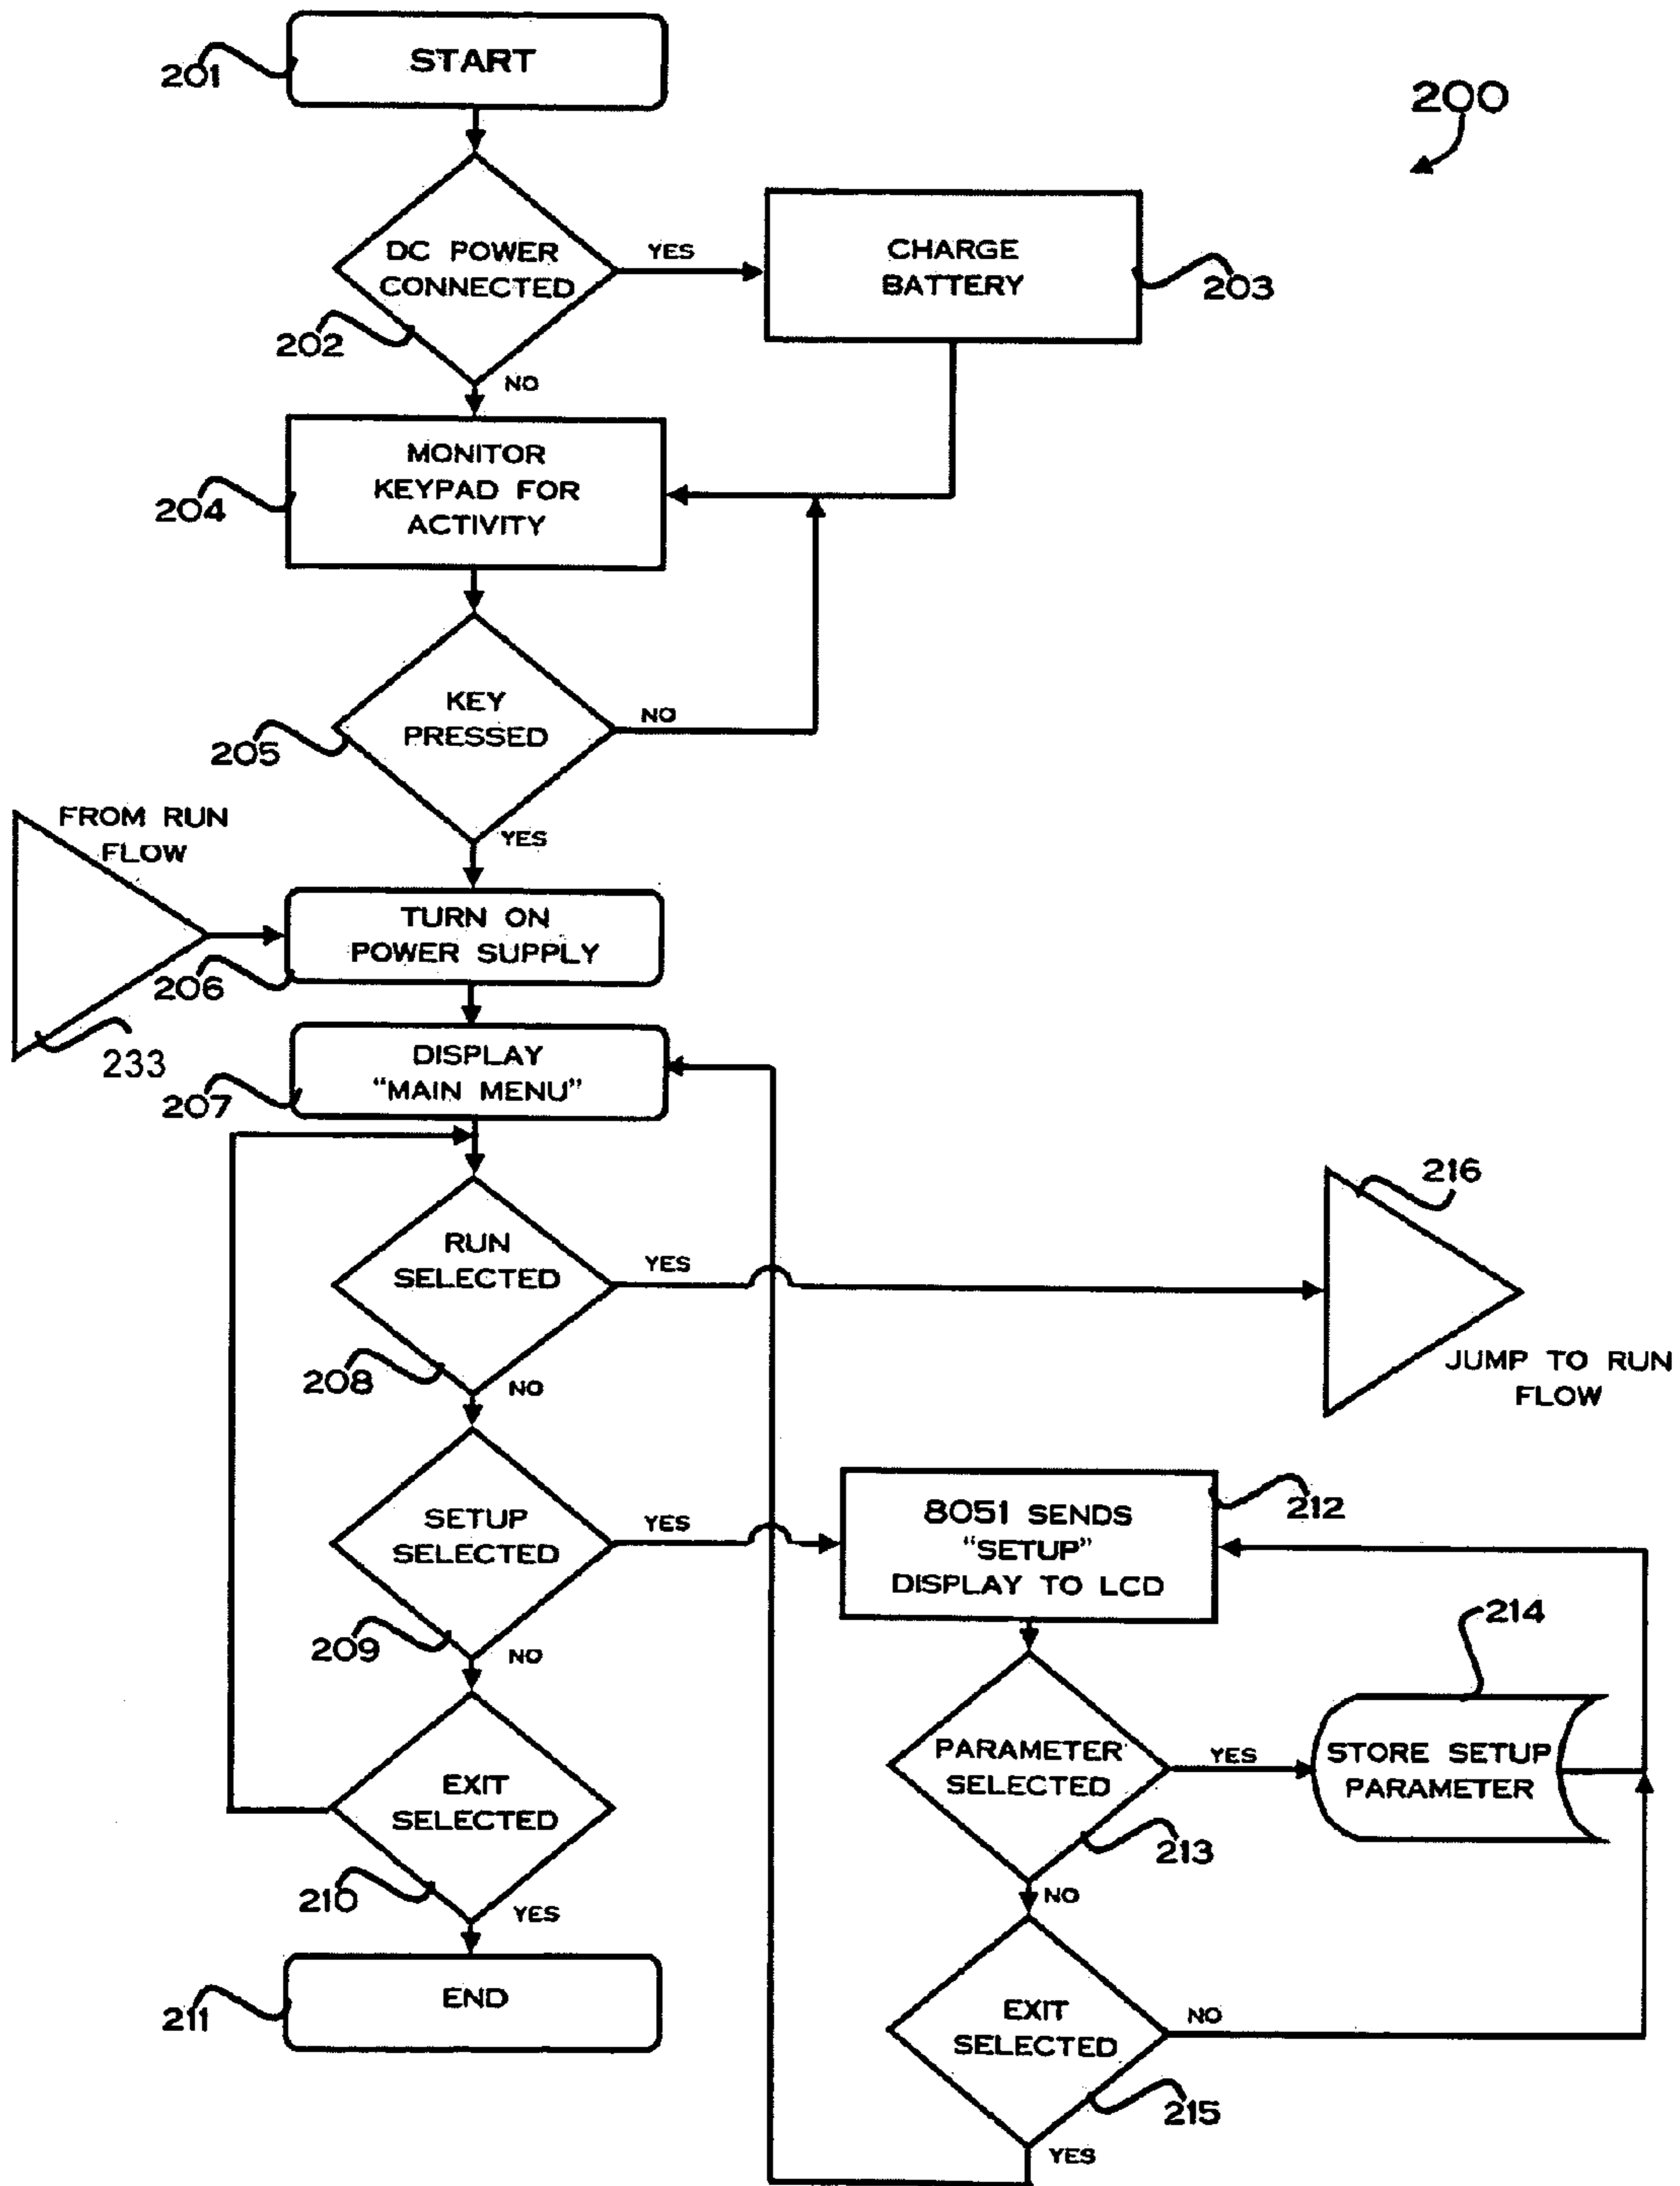 START
201
200
DC POWER
CONNECTED
YES
202
NO
CHARGE
BATTERY
203
MONITOR
KEYPAD FOR
ACTIVITY
204
KEY
PRESSED
NO
205
YES
FROM RUN
FLOW
233
TURN ON
POWER SUPPLY
206
DISPLAY
"MAIN MENU"
207
RUN
SELECTED
YES
208
NO
216
JUMP TO RUN
FLOW
SETUP
SELECTED
YES
209
NO
8051 SENDS
"SETUP"
DISPLAY TO LCD
212
214
PARAMETER
SELECTED
YES
213
NO
STORE SETUP
PARAMETER
EXIT
SELECTED
210
YES
END
211
EXIT
SELECTED
NO
215
YES